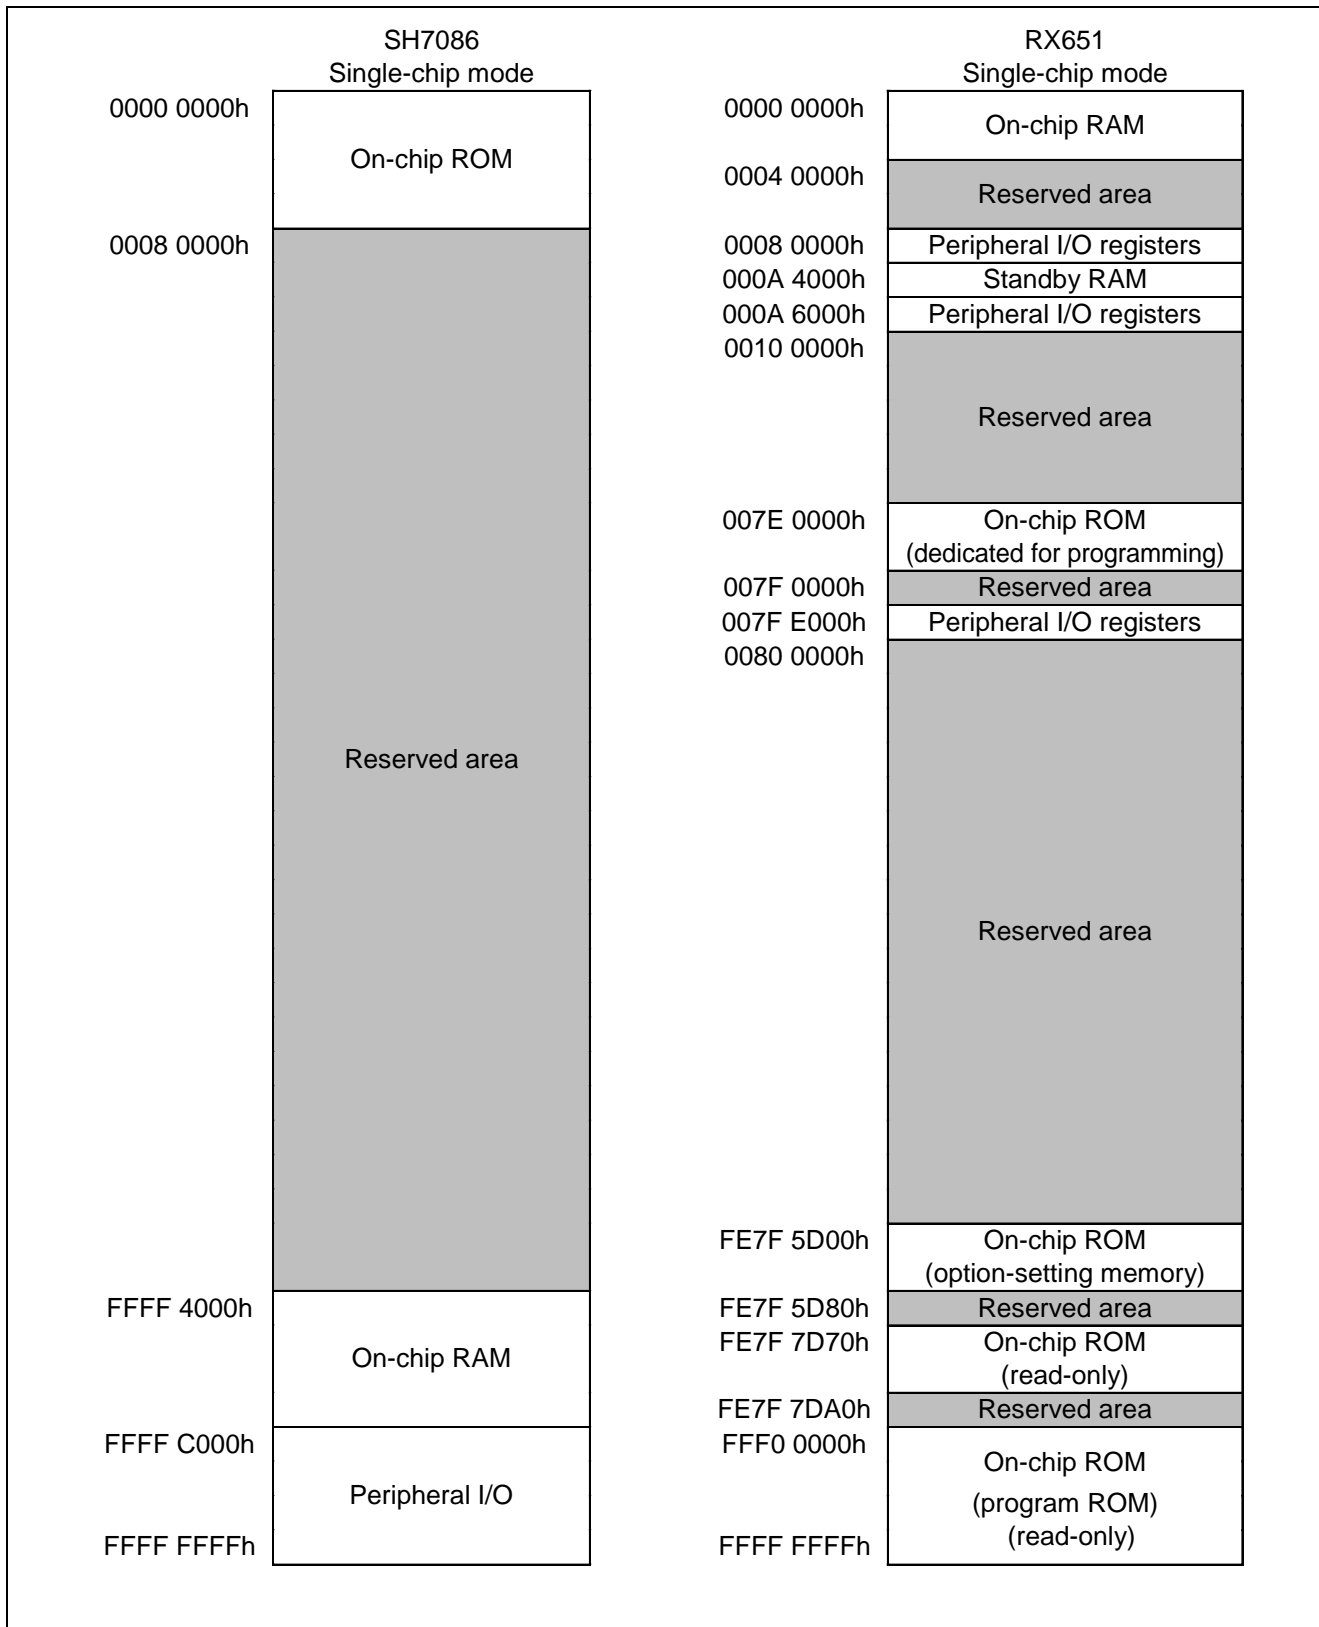 SH7086
Single-chip mode
0000 0000h
On-chip ROM
0008 0000h
Reserved area
FFFF 4000h
On-chip RAM
FFFF C000h
Peripheral I/O
FFFF FFFFh
RX651
Single-chip mode
0000 0000h
On-chip RAM
0004 0000h
Reserved area
0008 0000h
Peripheral I/O registers
000A 4000h
Standby RAM
000A 6000h
Peripheral I/O registers
0010 0000h
Reserved area
007E 0000h
On-chip ROM
(dedicated for programming)
007F 0000h
Reserved area
007F E000h
Peripheral I/O registers
0080 0000h
Reserved area
FE7F 5D00h
On-chip ROM
(option-setting memory)
FE7F 5D80h
Reserved area
FE7F 7D70h
On-chip ROM
(read-only)
FE7F 7DA0h
Reserved area
FFF0 0000h
On-chip ROM
(program ROM)
(read-only)
FFFF FFFFh